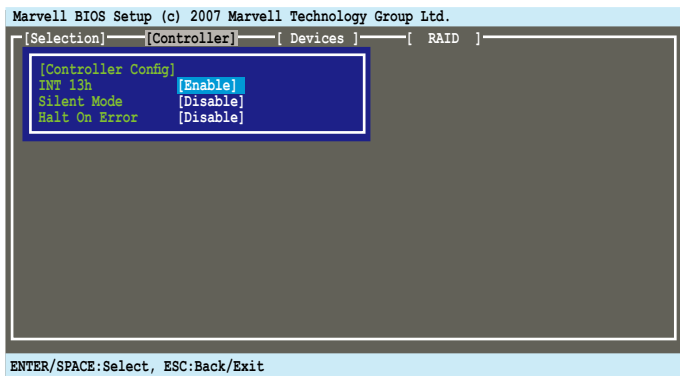 Marvell BIOS Setup (c) 2007 Marvell Technology Group Ltd.
[Selection] [Controller] [ Devices ] [ RAID ]
[Controller Config]
INT 13h [Enable]
Silent Mode [Disable]
Halt On Error [Disable]
ENTER/SPACE:Select, ESC:Back/Exit